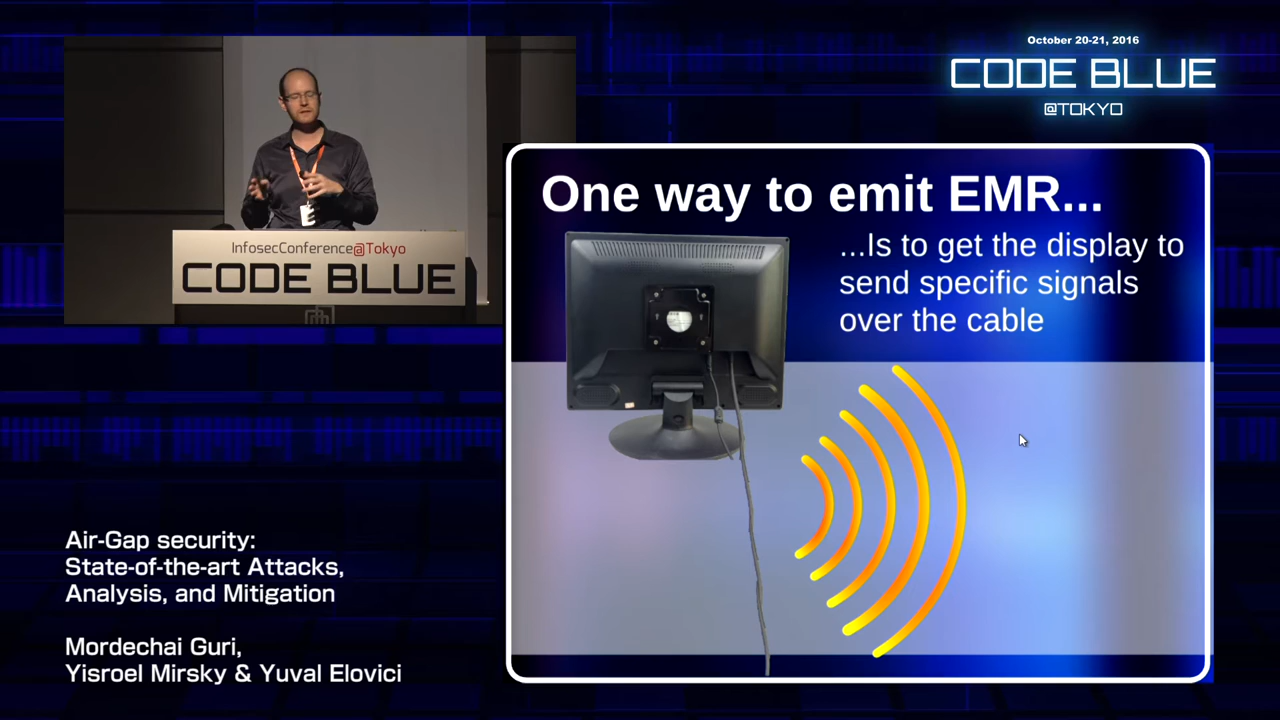 October 20-21, 2016
CODE BLUE
@TOKYO
InfosecConference@Tokyo
CODE BLUE
One way to emit EMR...
...Is to get the display to
send specific signals
over the cable
Air-Gap security:
State-of-the-art Attacks,
Analysis, and Mitigation
Mordechai Guri,
Yisroel Mirsky & Yuval Elovici